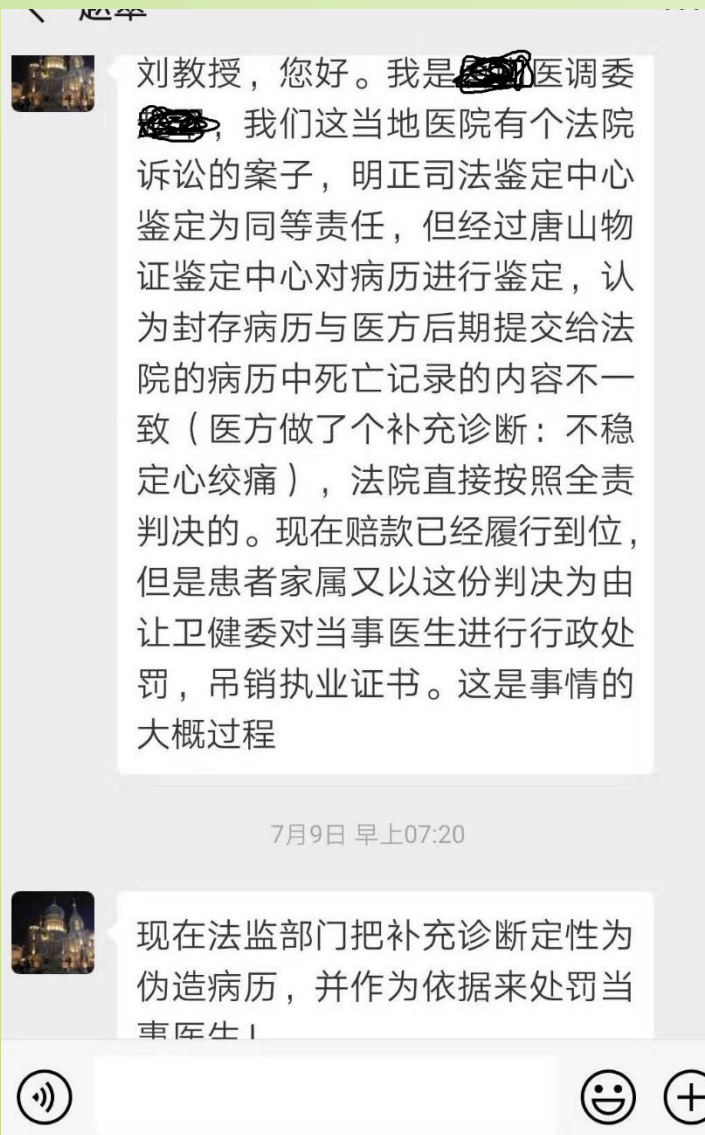 刘教授，您好。我是医调委
，我们这当地医院有个法院
诉讼的案子，明正司法鉴定中心
鉴定为同等责任，但经过唐山物
证鉴定中心对病历进行鉴定，认
为封存病历与医方后期提交给法
院的病历中死亡记录的内容不一
致（医方做了个补充诊断：不稳
定心绞痛），法院直接按照全责
判决的。现在赔款已经履行到位，
但是患者家属又以这份判决为由
让卫健委对当事医生进行行政处
罚，吊销执业证书。这是事情的
大概过程
7月9日 早上07:20
现在法监部门把补充诊断定性为
伪造病历，并作为依据来处罚当
事医生！